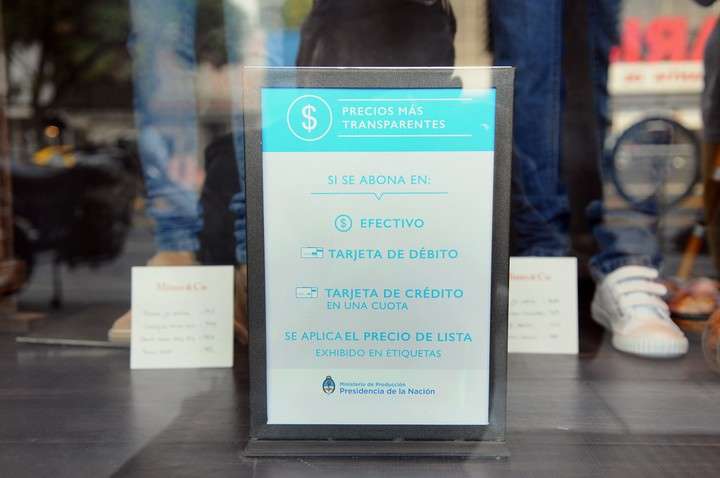 PRECIOS MÁS
TRANSPARENTES
SI SE ABONA EN:
EFECTIVO
TARJETA DE DÉBITO
TARJETA DE CRÉDITO
EN UNA CUOTA
SE APLICA EL PRECIO DE LISTA
EXHIBIDO EN ETIQUETAS
Ministerio de Producción
Presidencia de la Nación